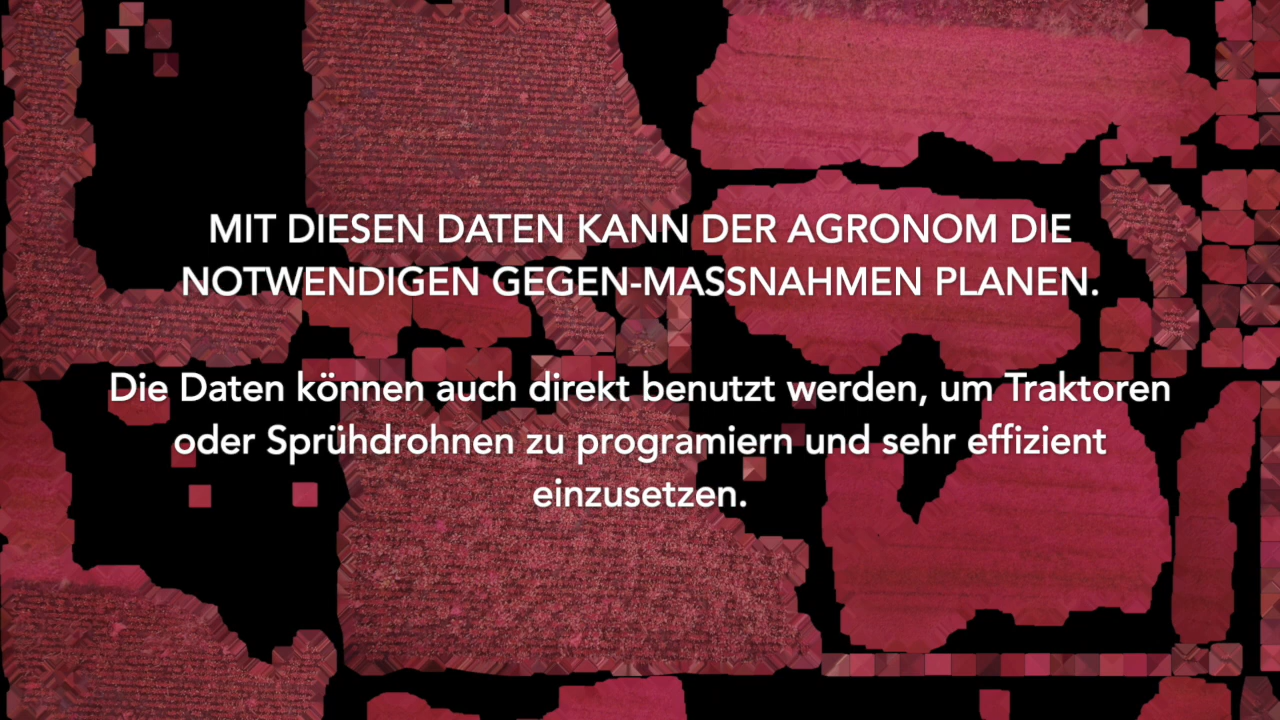 MIT DIESEN DATEN KANN DER AGRONOM DIE
NOTWENDIGEN GEGEN-MASSNAHMEN PLANEN.
Die Daten können auch direkt benutzt werden, um Traktoren
oder Sprühdrohnen zu programiern und sehr effizient
einzusetzen.